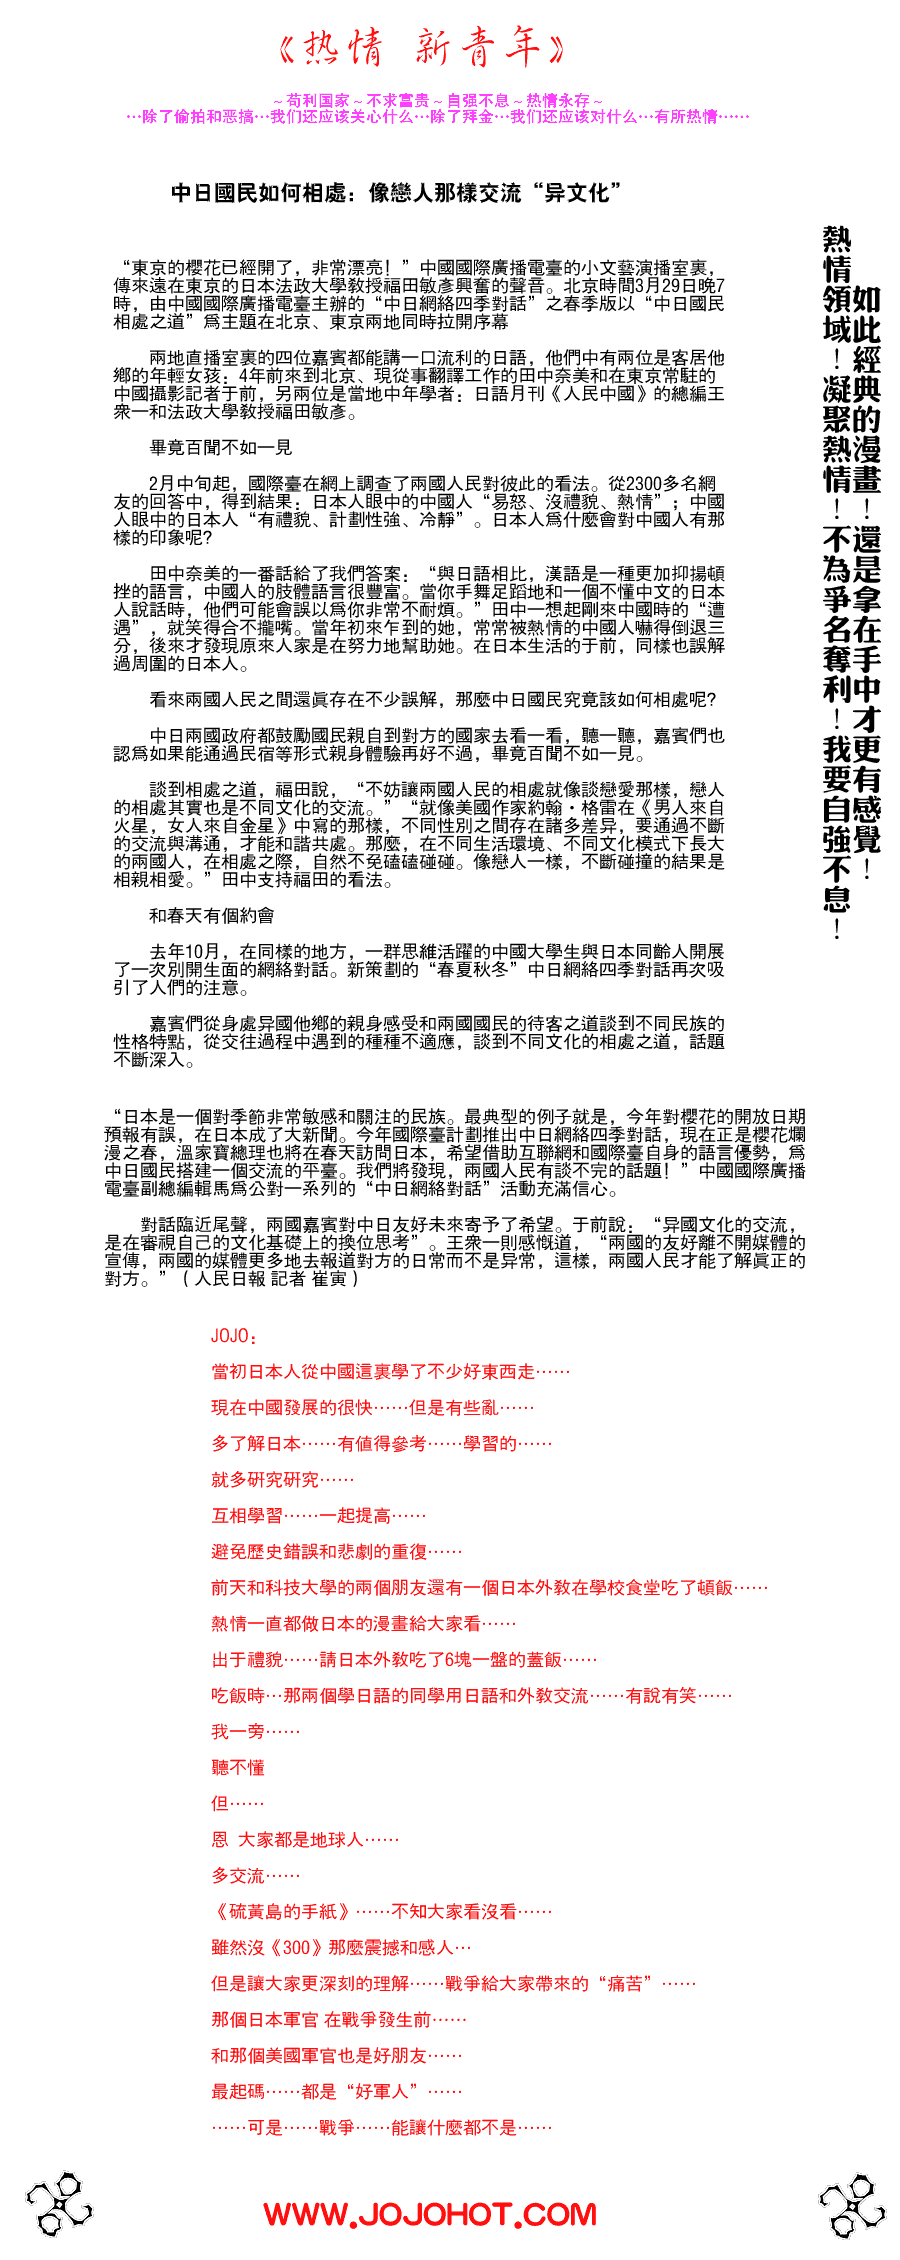 《热情 新青年》
～苟利国家～不求富贵～自强不息～热情永存～
…除了偷拍和恶搞…我们还应该关心什么…除了拜金…我们还应该对什么…有所热情……
中日國民如何相處：像戀人那樣交流“异文化”
“東京的櫻花已經開了，非常漂亮！”中國國際廣播電臺的小文藝演播室裏，
傳來遠在東京的日本法政大學教授福田敏彥興奮的聲音。北京時間3月29日晚7
時，由中國國際廣播電臺主辦的“中日網絡四季對話”之春季版以“中日國民
相處之道”爲主題在北京、東京兩地同時拉開序幕
兩地直播室裏的四位嘉賓都能講一口流利的日語，他們中有兩位是客居他
鄉的年輕女孩：4年前來到北京、現從事翻譯工作的田中奈美和在東京常駐的
中國攝影記者于前，另兩位是當地中年學者：日語月刊《人民中國》的總編王
衆一和法政大學教授福田敏彥。
畢竟百聞不如一見
2月中旬起，國際臺在網上調查了兩國人民對彼此的看法。從2300多名網
友的回答中，得到結果：日本人眼中的中國人“易怒、沒禮貌、熱情”；中國
人眼中的日本人“有禮貌、計劃性強、冷靜”。日本人爲什麼會對中國人有那
樣的印象呢？
田中奈美的一番話給了我們答案：“與日語相比，漢語是一種更加抑揚頓
挫的語言，中國人的肢體語言很豐富。當你手舞足蹈地和一個不懂中文的日本
人說話時，他們可能會誤以爲你非常不耐煩。”田中一想起剛來中國時的“遭
遇”，就笑得合不攏嘴。當年初來乍到的她，常常被熱情的中國人嚇得倒退三
分，後來才發現原來人家是在努力地幫助她。在日本生活的于前，同樣也誤解
過周圍的日本人。
看來兩國人民之間還眞存在不少誤解，那麼中日國民究竟該如何相處呢？
中日兩國政府都鼓勵國民親自到對方的國家去看一看，聽一聽，嘉賓們也
認爲如果能通過民宿等形式親身體驗再好不過，畢竟百聞不如一見。
談到相處之道，福田說，“不妨讓兩國人民的相處就像談戀愛那樣，戀人
的相處其實也是不同文化的交流。”“就像美國作家約翰·格雷在《男人來自
火星，女人來自金星》中寫的那樣，不同性別之間存在諸多差异，要通過不斷
的交流與溝通，才能和諧共處。那麼，在不同生活環境、不同文化模式下長大
的兩國人，在相處之際，自然不免磕磕碰碰。像戀人一樣，不斷碰撞的結果是
相親相愛。”田中支持福田的看法。
和春天有個約會
去年10月，在同樣的地方，一群思維活躍的中國大學生與日本同齡人開展
了一次別開生面的網絡對話。新策劃的“春夏秋冬”中日網絡四季對話再次吸
引了人們的注意。
嘉賓們從身處异國他鄉的親身感受和兩國國民的待客之道談到不同民族的
性格特點，從交往過程中遇到的種種不適應，談到不同文化的相處之道，話題
不斷深入。
“日本是一個對季節非常敏感和關注的民族。最典型的例子就是，今年對櫻花的開放日期
預報有誤，在日本成了大新聞。今年國際臺計劃推出中日網絡四季對話，現在正是櫻花爛
漫之春，溫家寶總理也將在春天訪問日本，希望借助互聯網和國際臺自身的語言優勢，爲
中日國民搭建一個交流的平臺。我們將發現，兩國人民有談不完的話題！”中國國際廣播
電臺副總編輯馬爲公對一系列的“中日網絡對話”活動充滿信心。
對話臨近尾聲，兩國嘉賓對中日友好未來寄予了希望。于前說：“异國文化的交流，
是在審視自己的文化基礎上的換位思考”。王衆一則感慨道，“兩國的友好離不開媒體的
宣傳，兩國的媒體更多地去報道對方的日常而不是异常，這樣，兩國人民才能了解眞正的
對方。”（人民日報 記者 崔寅）
熱情領域！凝聚熱情！不為爭名奪利！我要自強不息！
如此經典的漫畫！還是拿在手中才更有感覺！
JOJO：
當初日本人從中國這裏學了不少好東西走……
現在中國發展的很快……但是有些亂……
多了解日本……有値得參考……學習的……
就多研究研究……
互相學習……一起提高……
避免歷史錯誤和悲劇的重復……
前天和科技大學的兩個朋友還有一個日本外教在學校食堂吃了頓飯……
熱情一直都做日本的漫畫給大家看……
出于禮貌……請日本外教吃了6塊一盤的蓋飯……
吃飯時…那兩個學日語的同學用日語和外教交流……有說有笑……
我一旁……
聽不懂
但……
恩 大家都是地球人……
多交流……
《硫黃島的手紙》……不知大家看沒看……
雖然沒《300》那麼震撼和感人…
但是讓大家更深刻的理解……戰爭給大家帶來的“痛苦”……
那個日本軍官 在戰爭發生前……
和那個美國軍官也是好朋友……
最起碼……都是“好軍人”……
……可是……戰爭……能讓什麼都不是……
WWW.JOJOHOT.COM